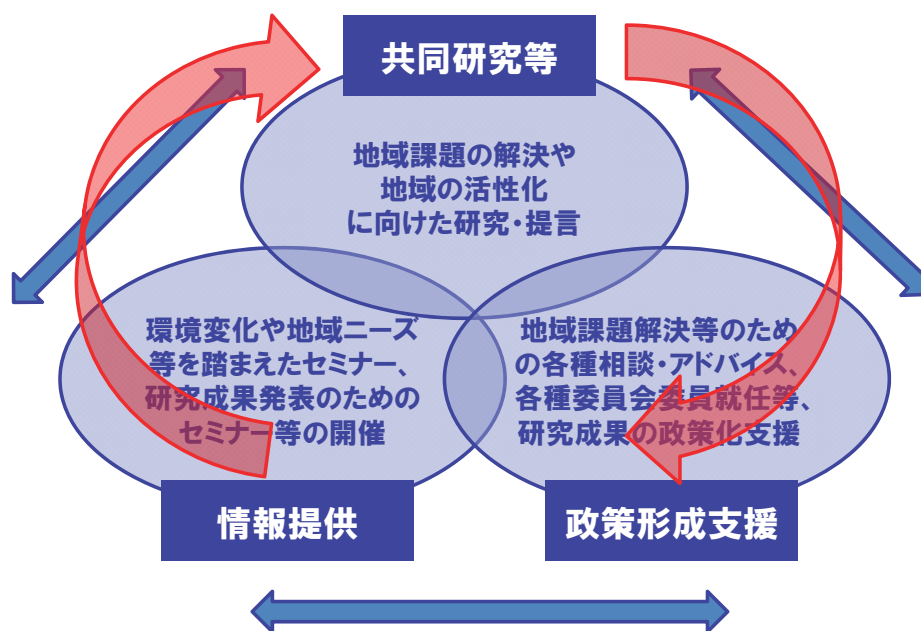 共同研究等
地域課題の解決や
地域の活性化
に向けた研究・提言
環境変化や地域ニーズ
等を踏まえたセミナー、
研究成果発表のための
セミナー等の開催
情報提供
地域課題解決等のため
の各種相談・アドバイス、
各種委員会委員就任等、
研究成果の政策化支援
政策形成支援